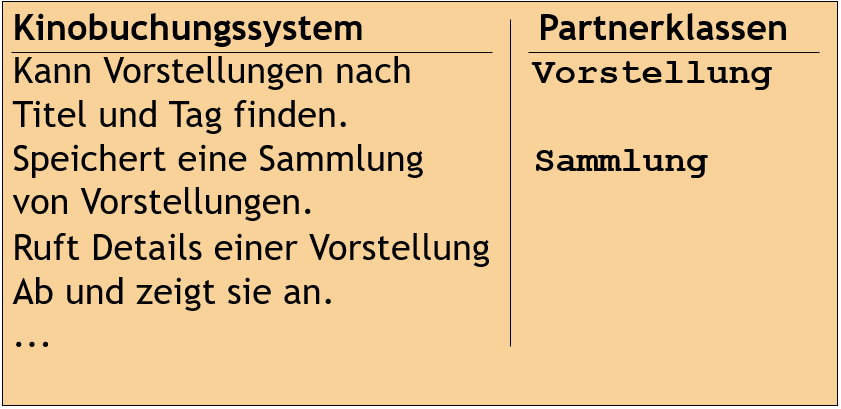 Kinobuchungssystem Partnerklassen
Kann Vorstellungen nach Vorstellung
Titel und Tag finden.
Speichert eine Sammlung Sammlung
von Vorstellungen.
Ruft Details einer Vorstellung
Ab und zeigt sie an.
...